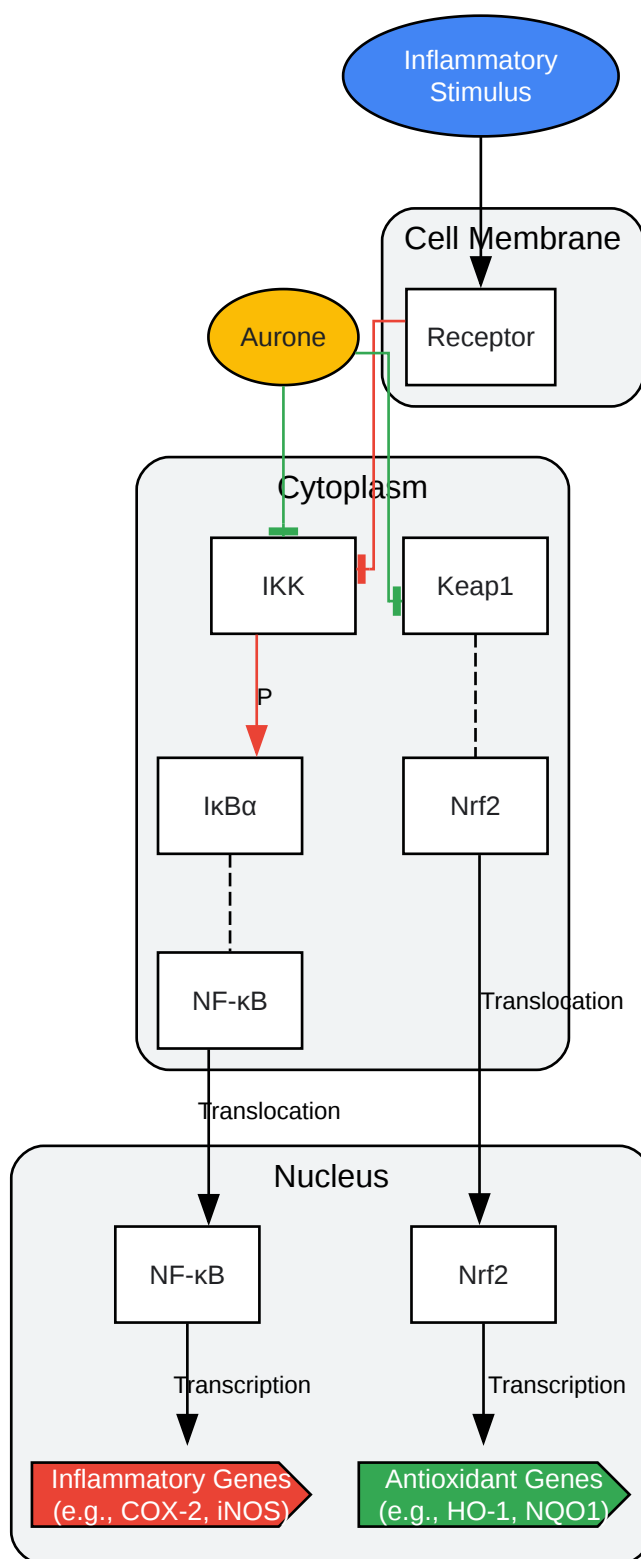 Inflammatory
Stimulus
Cell Membrane
Receptor
Aurone
Cytoplasm
IKK
Keap1
P
IκBα
Nrf2
NF-κB
Translocation
Translocation
Nucleus
NF-κB
Nrf2
Transcription
Transcription
Inflammatory Genes
(e.g., COX-2, iNOS)
Antioxidant Genes
(e.g., HO-1, NQO1)